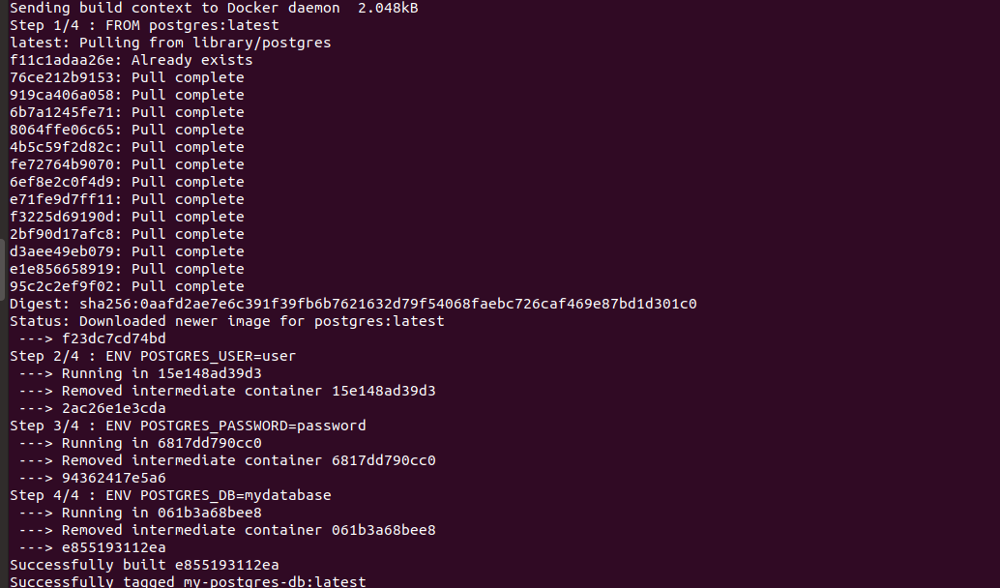 Sending build context to Docker daemon  2.048kB
Step 1/4 : FROM postgres:latest
latest: Pulling from library/postgres
f11c1adaa26e: Already exists
76ce212b9153: Pull complete
919ca406a058: Pull complete
6b7a1245fe71: Pull complete
8064ffe06c65: Pull complete
4b5c59f2d82c: Pull complete
fe72764b9070: Pull complete
6ef8e2c0f4d9: Pull complete
e71fe9d7ff11: Pull complete
f3225d69190d: Pull complete
2bf90d17afc8: Pull complete
d3aee49eb079: Pull complete
e1e856658919: Pull complete
95c2c2ef9f02: Pull complete
Digest: sha256:0aafd2ae7e6c391f39fb6b7621632d79f54068faebc726caf469e87bd1d301c0
Status: Downloaded newer image for postgres:latest
 ---> f23dc7cd74bd
Step 2/4 : ENV POSTGRES_USER=user
 ---> Running in 15e148ad39d3
 ---> Removed intermediate container 15e148ad39d3
 ---> 2ac26e1e3cda
Step 3/4 : ENV POSTGRES_PASSWORD=password
 ---> Running in 6817dd790cc0
 ---> Removed intermediate container 6817dd790cc0
 ---> 94362417e5a6
Step 4/4 : ENV POSTGRES_DB=mydatabase
 ---> Running in 061b3a68bee8
 ---> Removed intermediate container 061b3a68bee8
 ---> e855193112ea
Successfully built e855193112ea
Successfully tagged my-postgres-db:latest